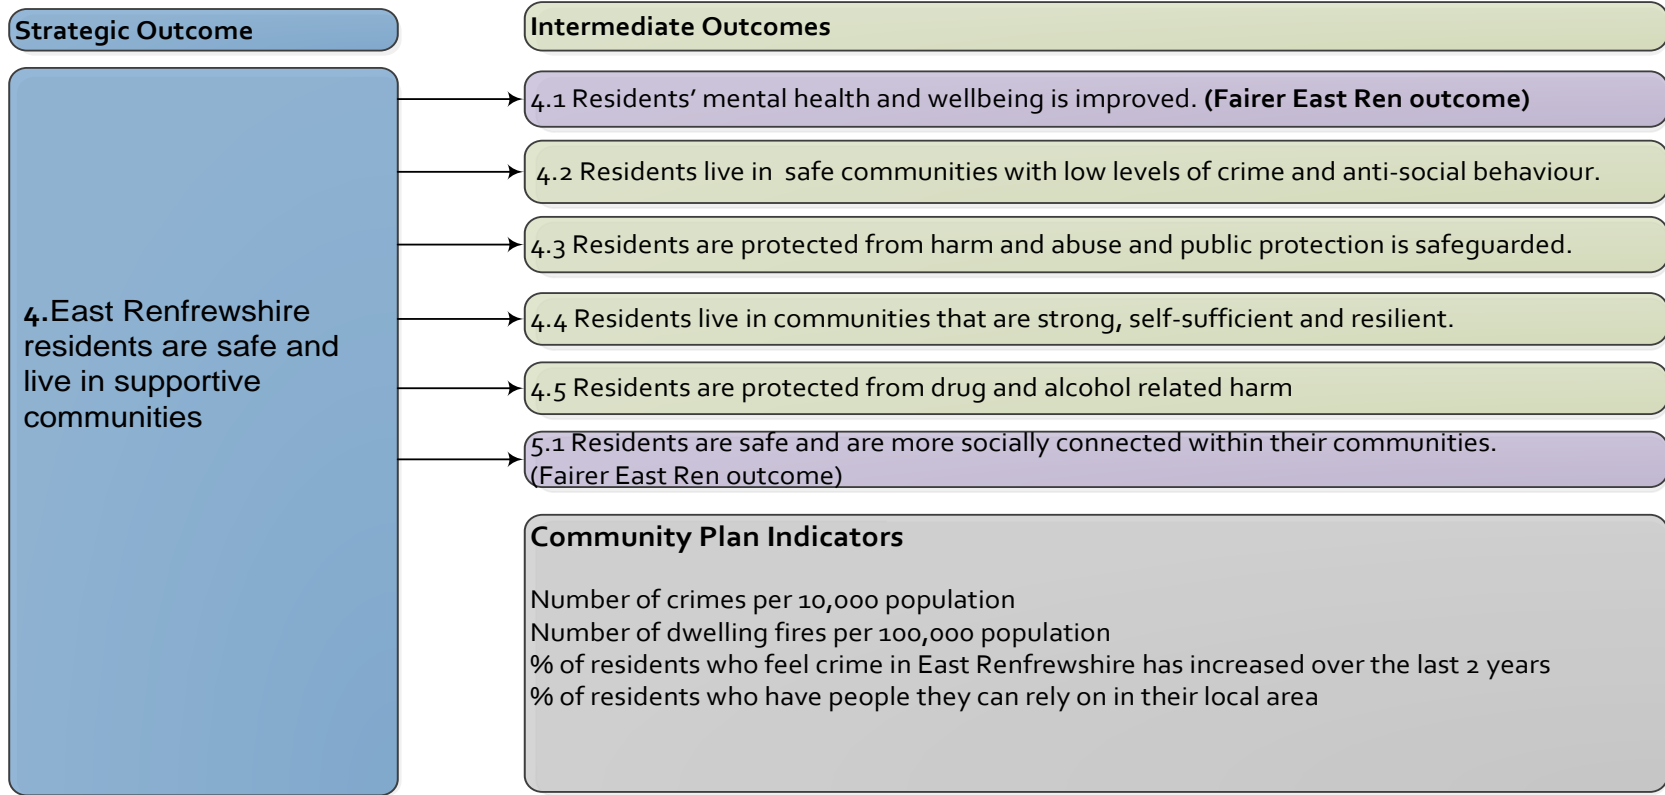 Strategic Outcome
Intermediate Outcomes
4.East Renfrewshire
residents are safe and
live in supportive
communities
4.1 Residents’ mental health and wellbeing is improved. (Fairer East Ren outcome)
4.2 Residents live in  safe communities with low levels of crime and anti-social behaviour.
4.3 Residents are protected from harm and abuse and public protection is safeguarded.
4.4 Residents live in communities that are strong, self-sufficient and resilient.
4.5 Residents are protected from drug and alcohol related harm
5.1 Residents are safe and are more socially connected within their communities.
(Fairer East Ren outcome)
Community Plan Indicators
Number of crimes per 10,000 population
Number of dwelling fires per 100,000 population
% of residents who feel crime in East Renfrewshire has increased over the last 2 years
% of residents who have people they can rely on in their local area